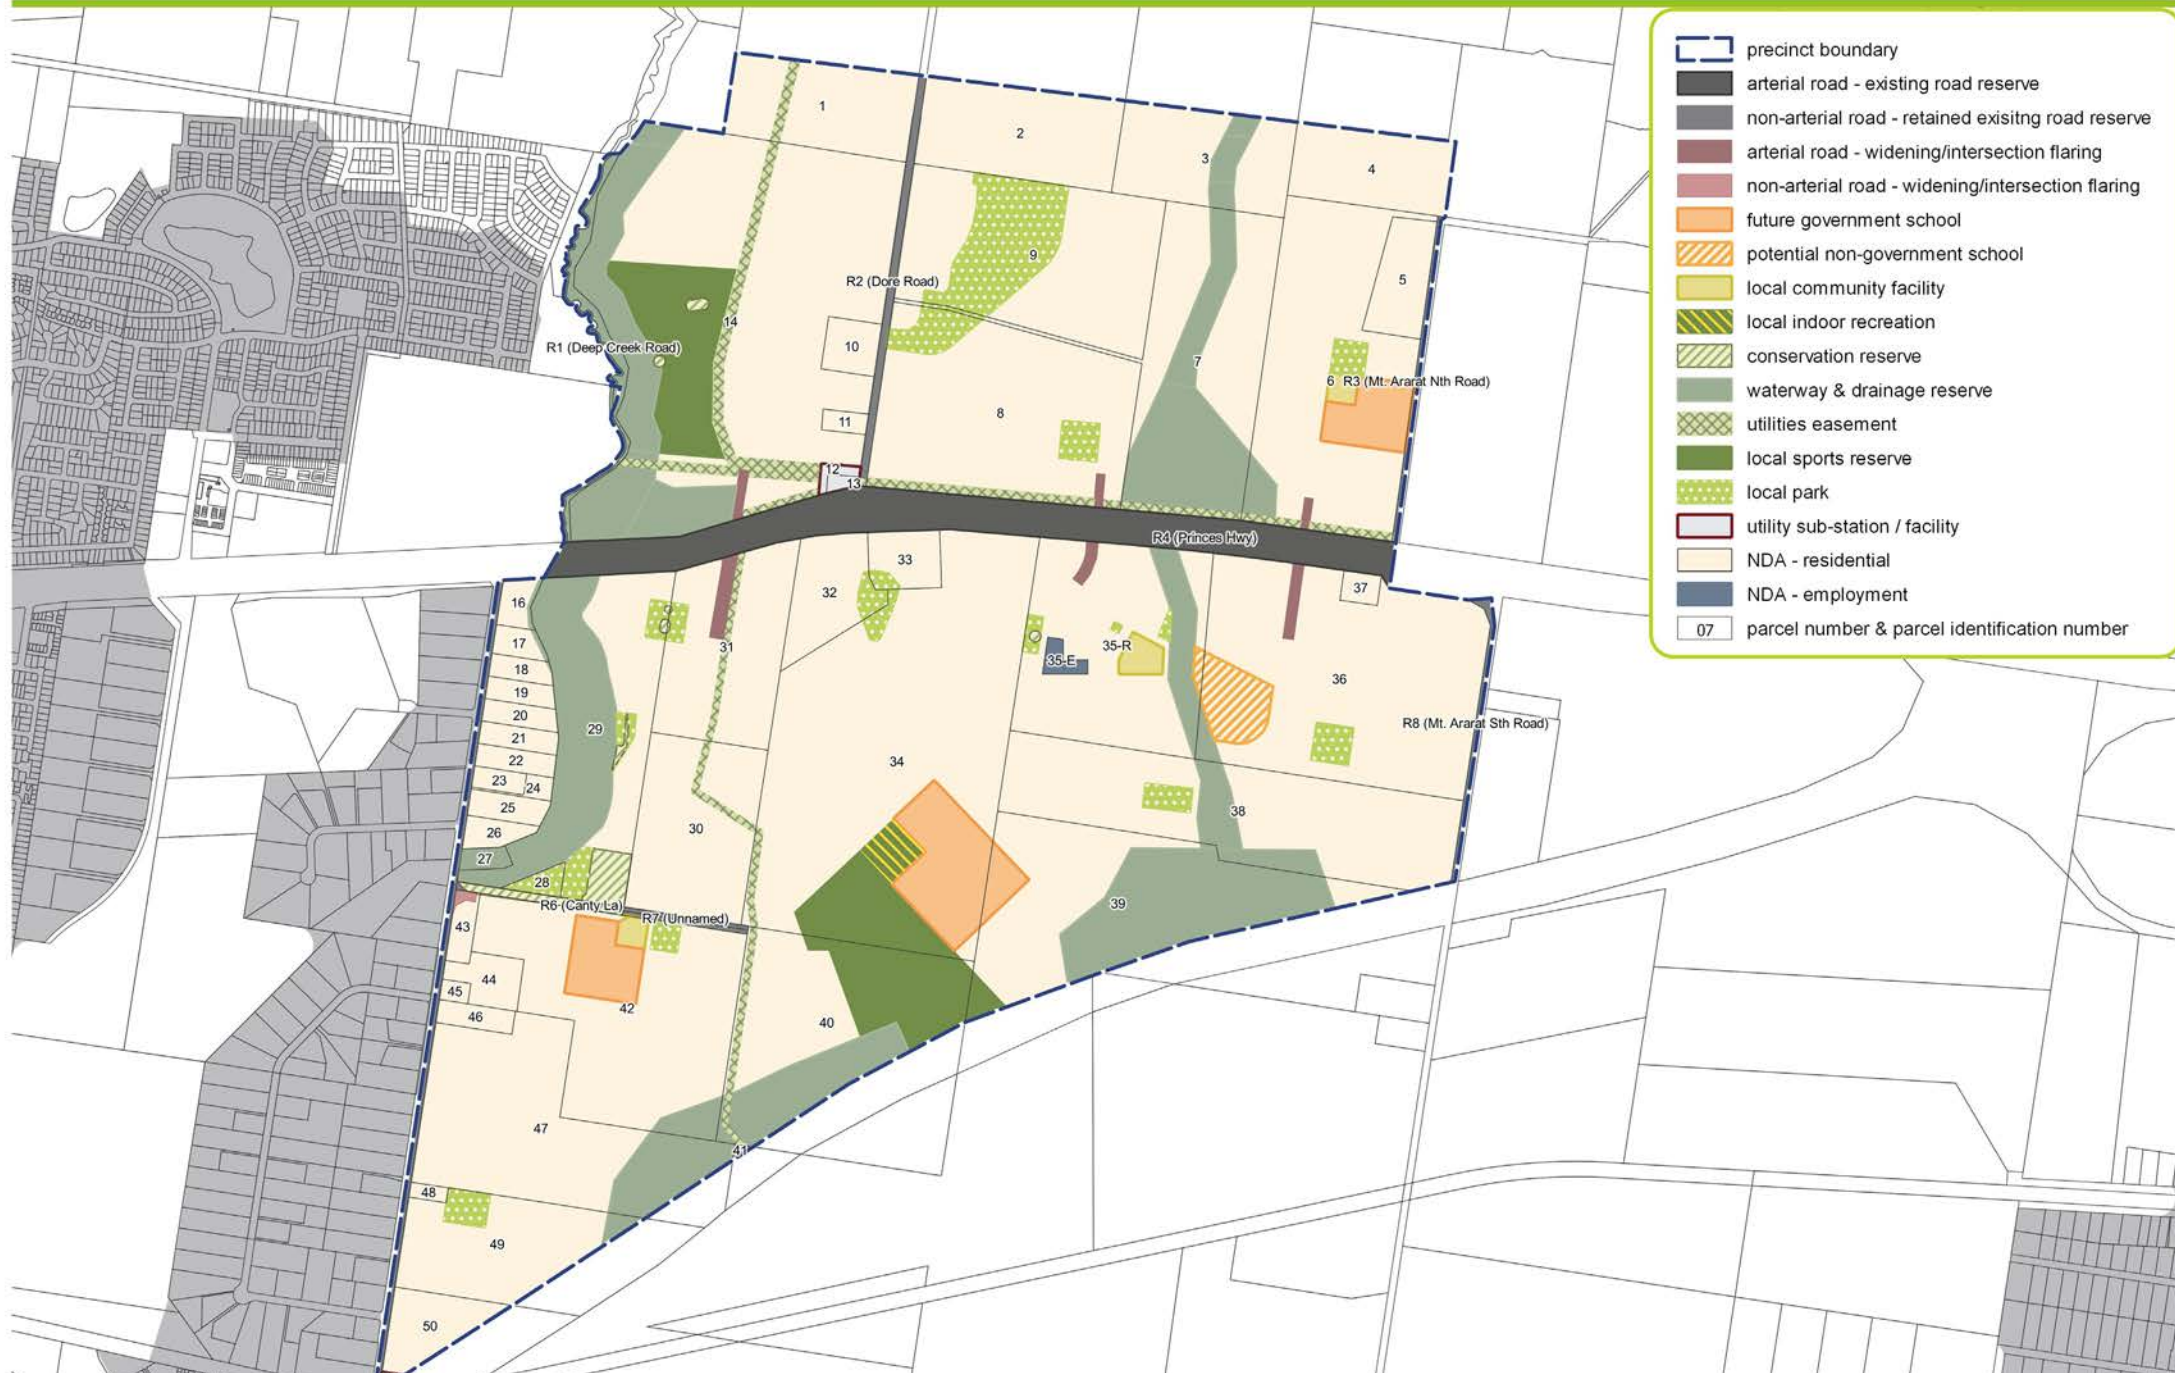 precinct boundary
arterial road - existing road reserve
non-arterial road - retained exisitng road reserve
arterial road - widening/intersection flaring
non-arterial road - widening/intersection flaring
future government school
potential non-government school
local community facility
local indoor recreation
conservation reserve
waterway & drainage reserve
utilities easement
local sports reserve
local park
utility sub-station / facility
NDA - residential
NDA - employment
07 parcel number & parcel identification number
1
2
3
4
5
9
R2 (Dore Road)
14
R1 (Deep Creek Road)
10
7
6 R3 (Mt. Ararat Nth Road)
8
11
12
13
R4 (Princes Hwy)
33
32
37
16
17
18
19
20
21
22
23
24
25
26
27
28
29
31
35-E
35-R
36
R8 (Mt. Ararat Sth Road)
34
30
38
39
R6 (Canty La)
R7 (Unnamed)
43
44
45
46
42
40
47
41
48
49
50